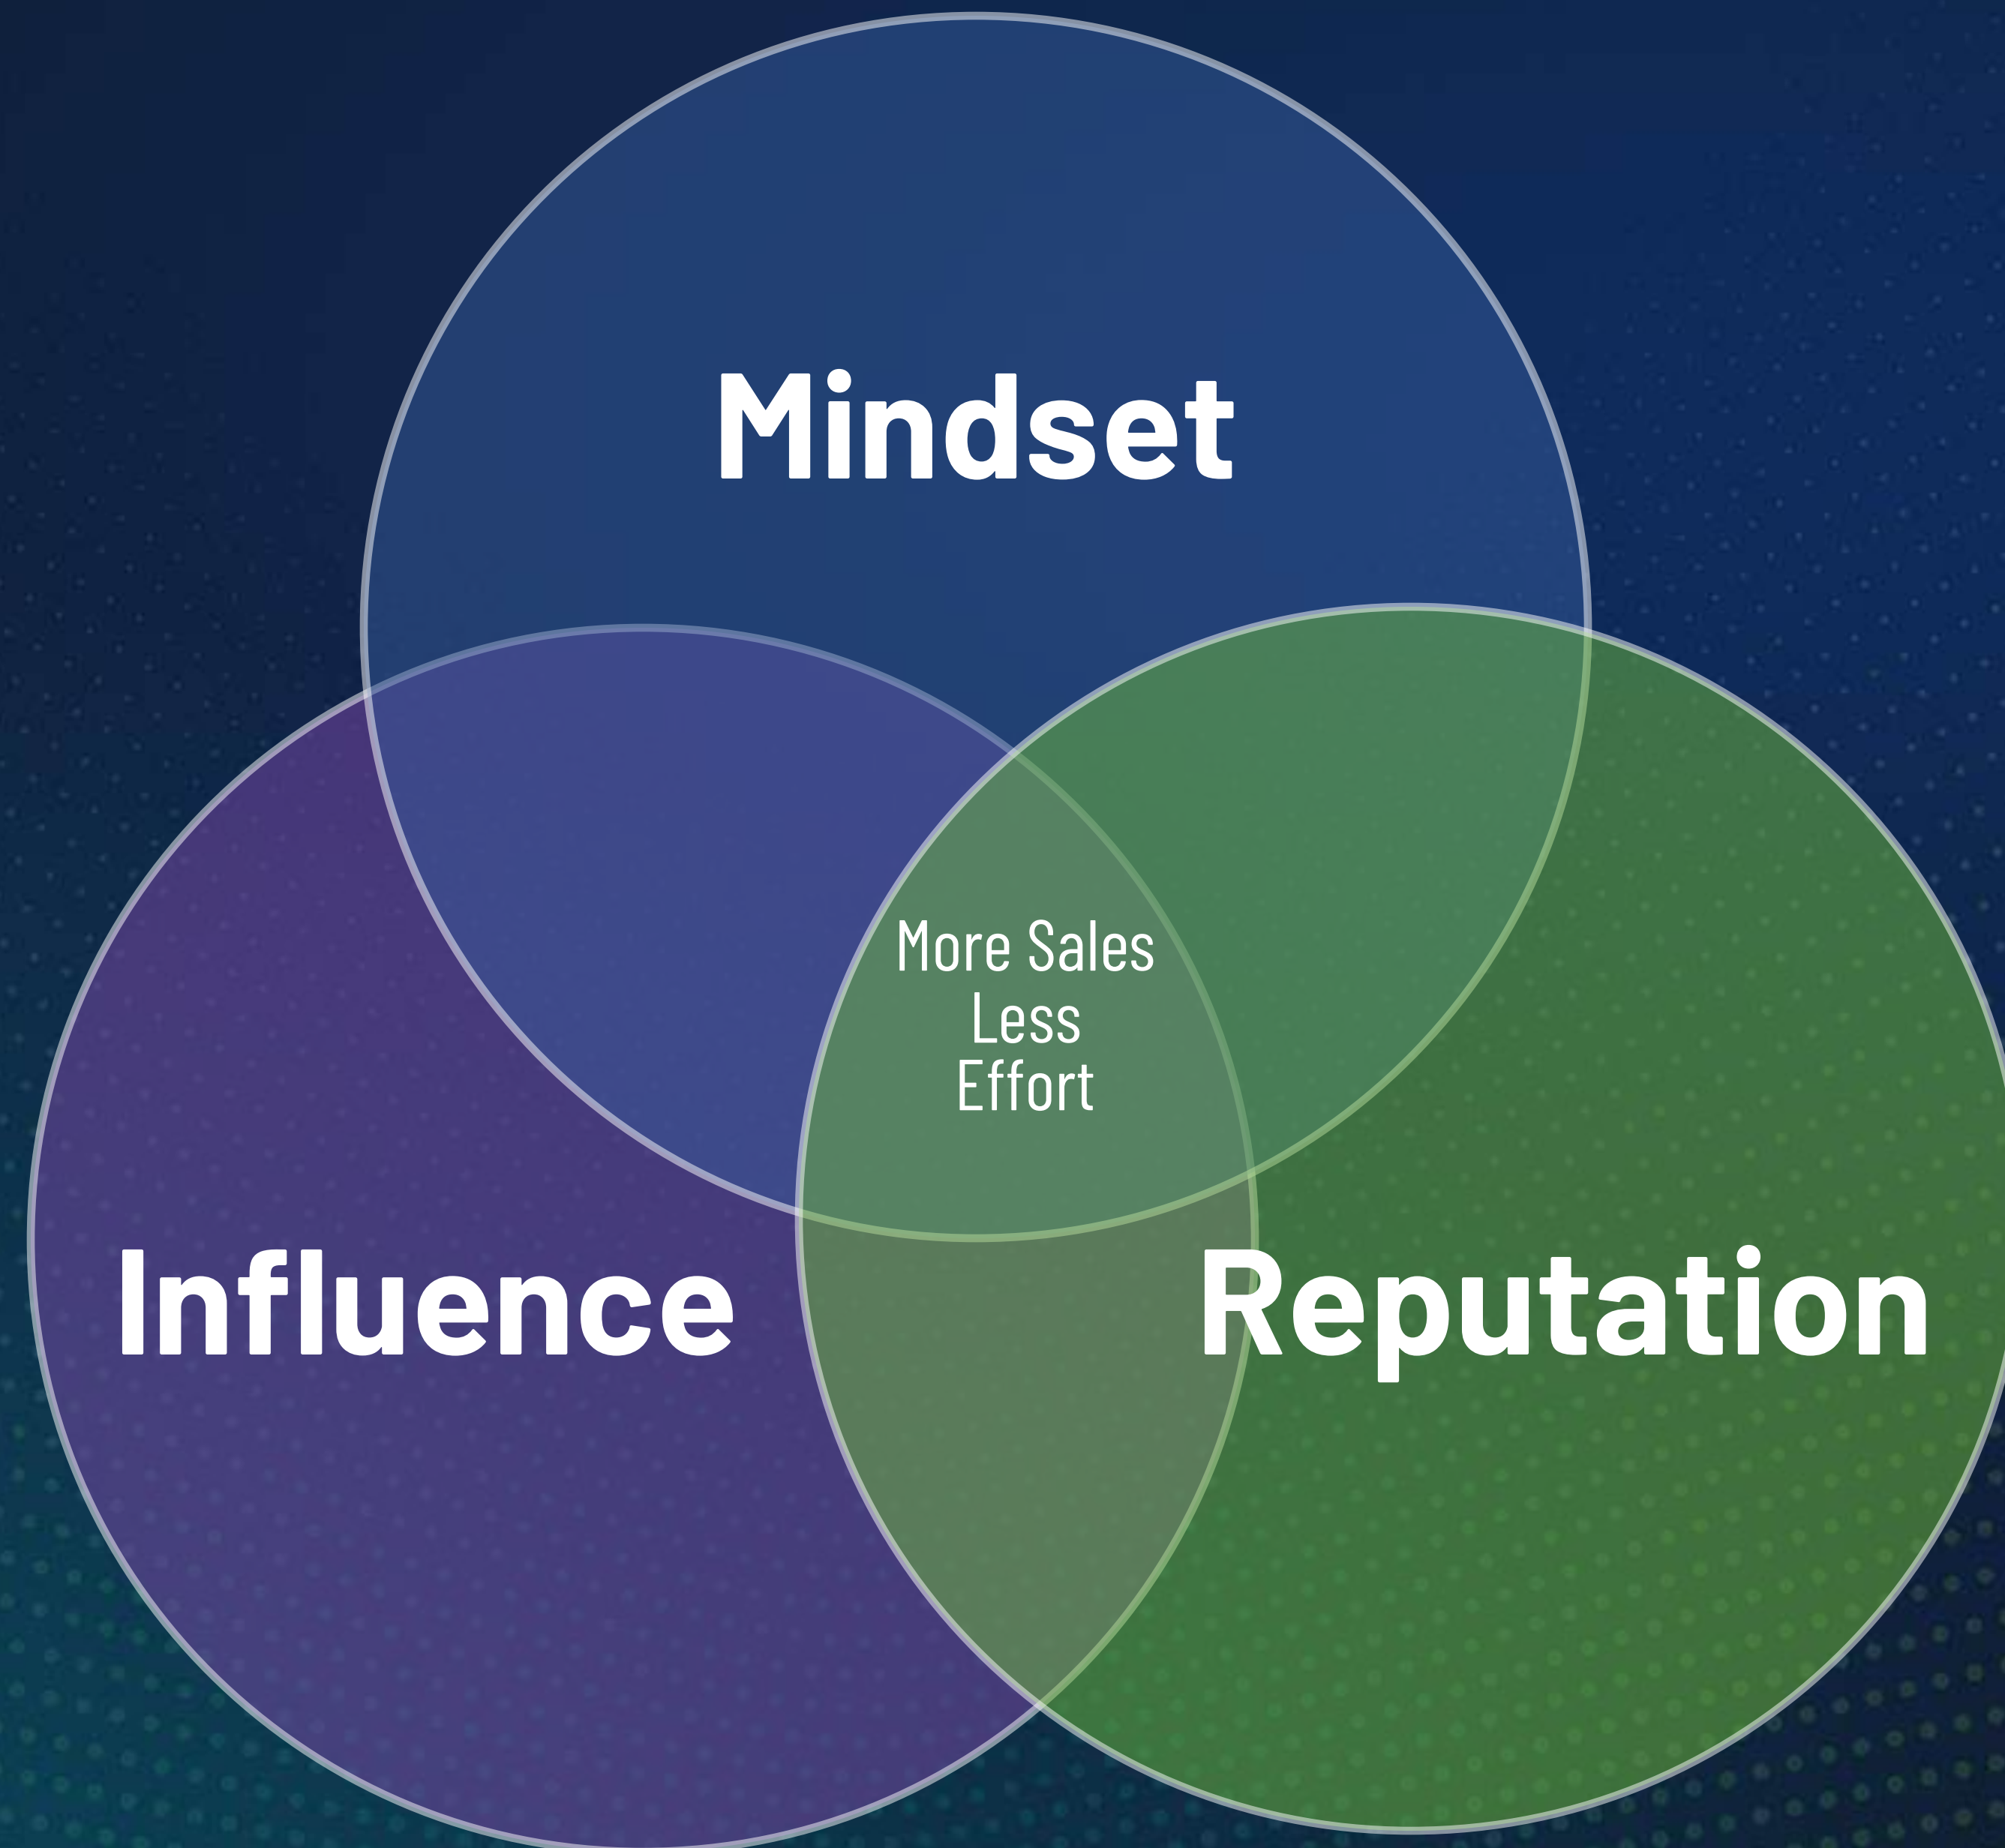 Mindset
More Sales
Less
Effort
Influence
Reputation